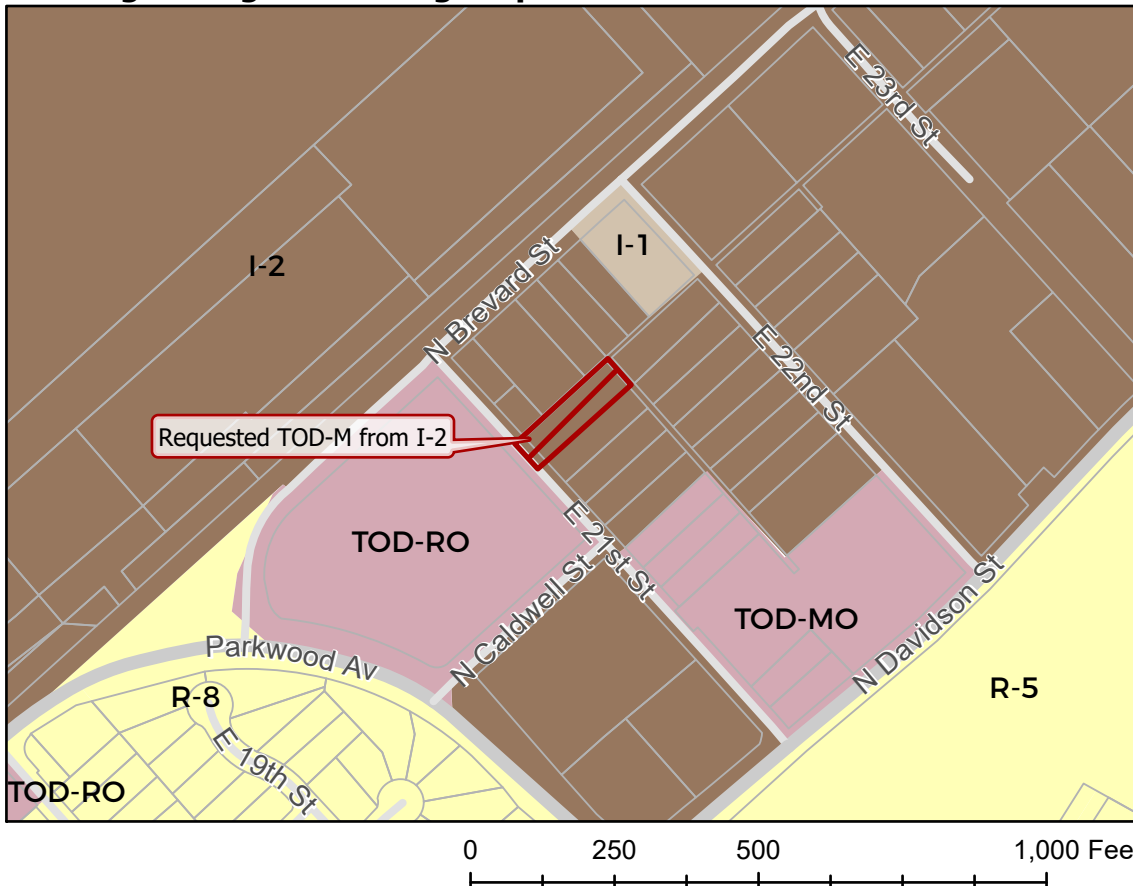 E 23rd St
I-1
I-2
N Brevard St
E 22nd St
Requested TOD-M from I-2
TOD-RO
E 21st St
N Caldwell St
TOD-MO
N Davidson St
Parkwood Av
R-8
R-5
E 19th St
TOD-RO
0 250 500 1,000 Fee